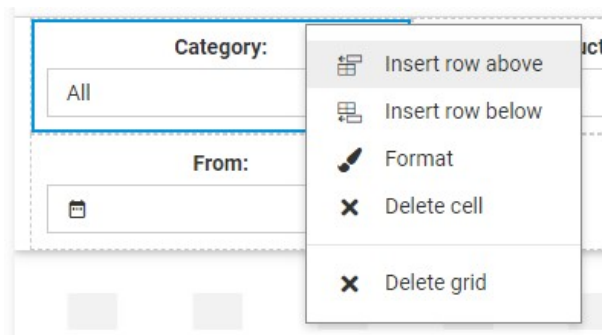 Category:
All
From:
Insert row above
Insert row below
Format
Delete cell
Delete grid